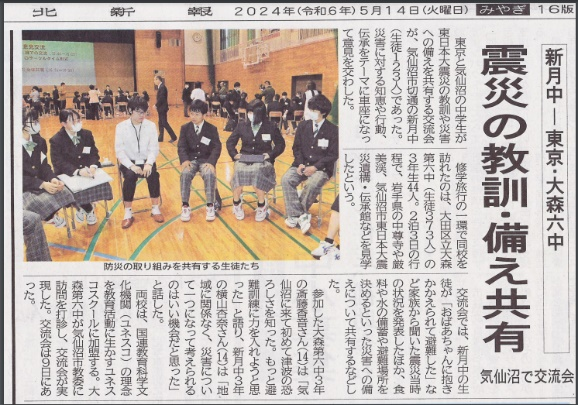 北新報
2024年(令和6年)5月14日(火曜日)
みやぎ
16版
新月中―東京・大森六中
震災の教訓・備え共有
気仙沼で交流会
防災の取り組みを共有する生徒たち
東京と気仙沼の中学生が
東日本大震災の教訓や災害
への備えを共有する交流会
が、気仙沼市切通の新月中
(生徒123人)であった。
災害に対する知恵や行動、
伝承をテーマに車座になっ
て意見を交わした。
修学旅行の一環で同校を
訪れたのは、大田区立大森
第六中(生徒373人)の
3年生44人。2泊3日の行
程で、岩手県の中尊寺や厳
美渓、気仙沼市東日本大震
災遺構・伝承館などを見学
したという。
交流会では、新月中の生
徒が「おばあちゃんに抱き
かかえられて避難した」な
ど家族から聞いた震災当時
の状況を発表したほか、食
料や水の備蓄や避難場所を
決めるといった災害への備
えについて共有するなどし
た。
参加した大森第六中3年
の斎藤香音さん(14)は「気
仙沼に来て初めて津波の恐
ろしさを知った。もっと避
難訓練に力を入れようと思
った」と語り、新月中3年
の横山杏奈さん(14)は「地
域に関係なく、災害につい
て一つになって考えられる
のはいい機会だと思った」
と話した。
両校は、国連教育科学文
化機関(ユネスコ)の理念
を教育活動に生かすユネス
コスクールに加盟する。大
森第六中が気仙沼市教委に
訪問を打診し、交流会が実
現した。交流会は9日にあ
った。